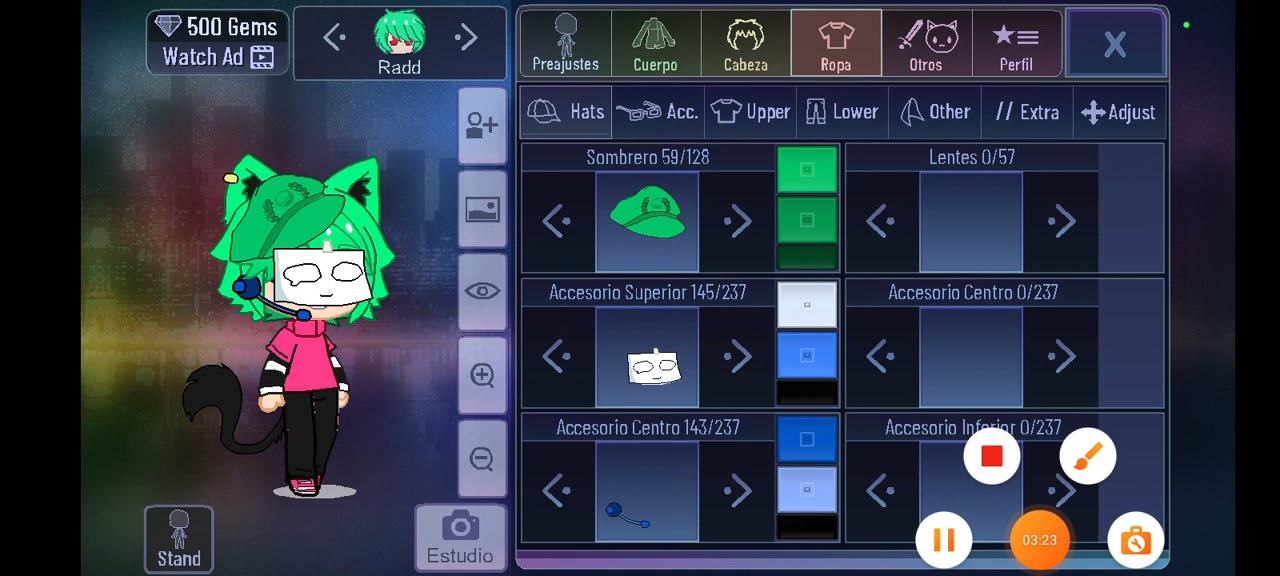 500 Gems
Watch Ad
Radd
Preajustes
Cuerpo
Cabeza
Ropa
Otros
Perfil
X
Hats
Acc.
Upper
Lower
Other
Extra
Adjust
Sombrero 59/128
Lentes 0/57
Accesorio Superior 145/237
Accesorio Centro 0/237
Accesorio Centro 143/237
Accesorio Inferior 0/237
Stand
Estudio
03:23